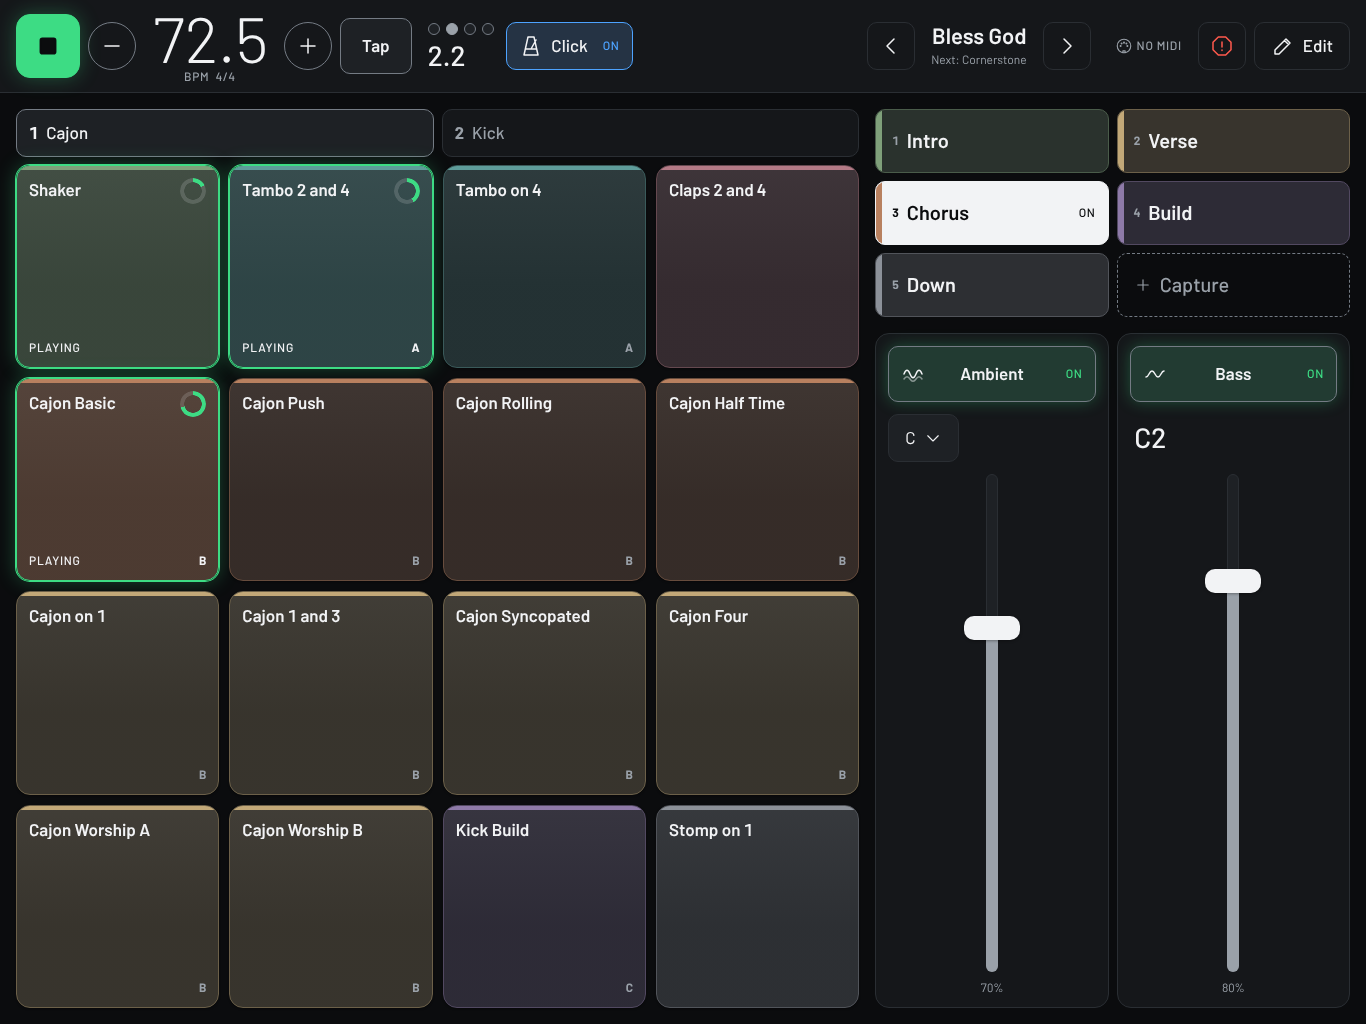 72.5
BPM 4/4
Tap
2.2
Click ON
Bless God
Next: Cornerstone
NO MIDI
Edit
1 Cajon
2 Kick
Shaker
PLAYING
Tambo 2 and 4
PLAYING A
Tambo on 4
A
Claps 2 and 4
Cajon Basic
PLAYING B
Cajon Push
B
Cajon Rolling
B
Cajon Half Time
B
Cajon on 1
B
Cajon 1 and 3
B
Cajon Syncopated
B
Cajon Four
B
Cajon Worship A
B
Cajon Worship B
B
Kick Build
C
Stomp on 1
1 Intro
2 Verse
3 Chorus ON
4 Build
5 Down
+ Capture
Ambient ON
C
70%
Bass ON
C2
80%